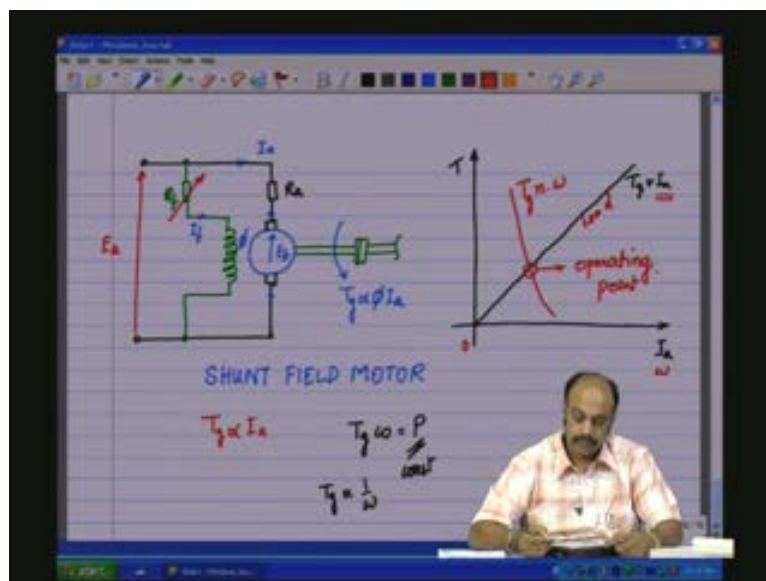 B I
Ia
Rf
Ra
If
Ea
φ
Eg
Tg ∝ φ Ia
SHUNT FIELD MOTOR
Tg ∝ Ia
Tg ω = P
const
Tg ∝ 1/ω
T
Tg n. ω
Tg ∝ Ia
load
operating
point
0
Ia
ω